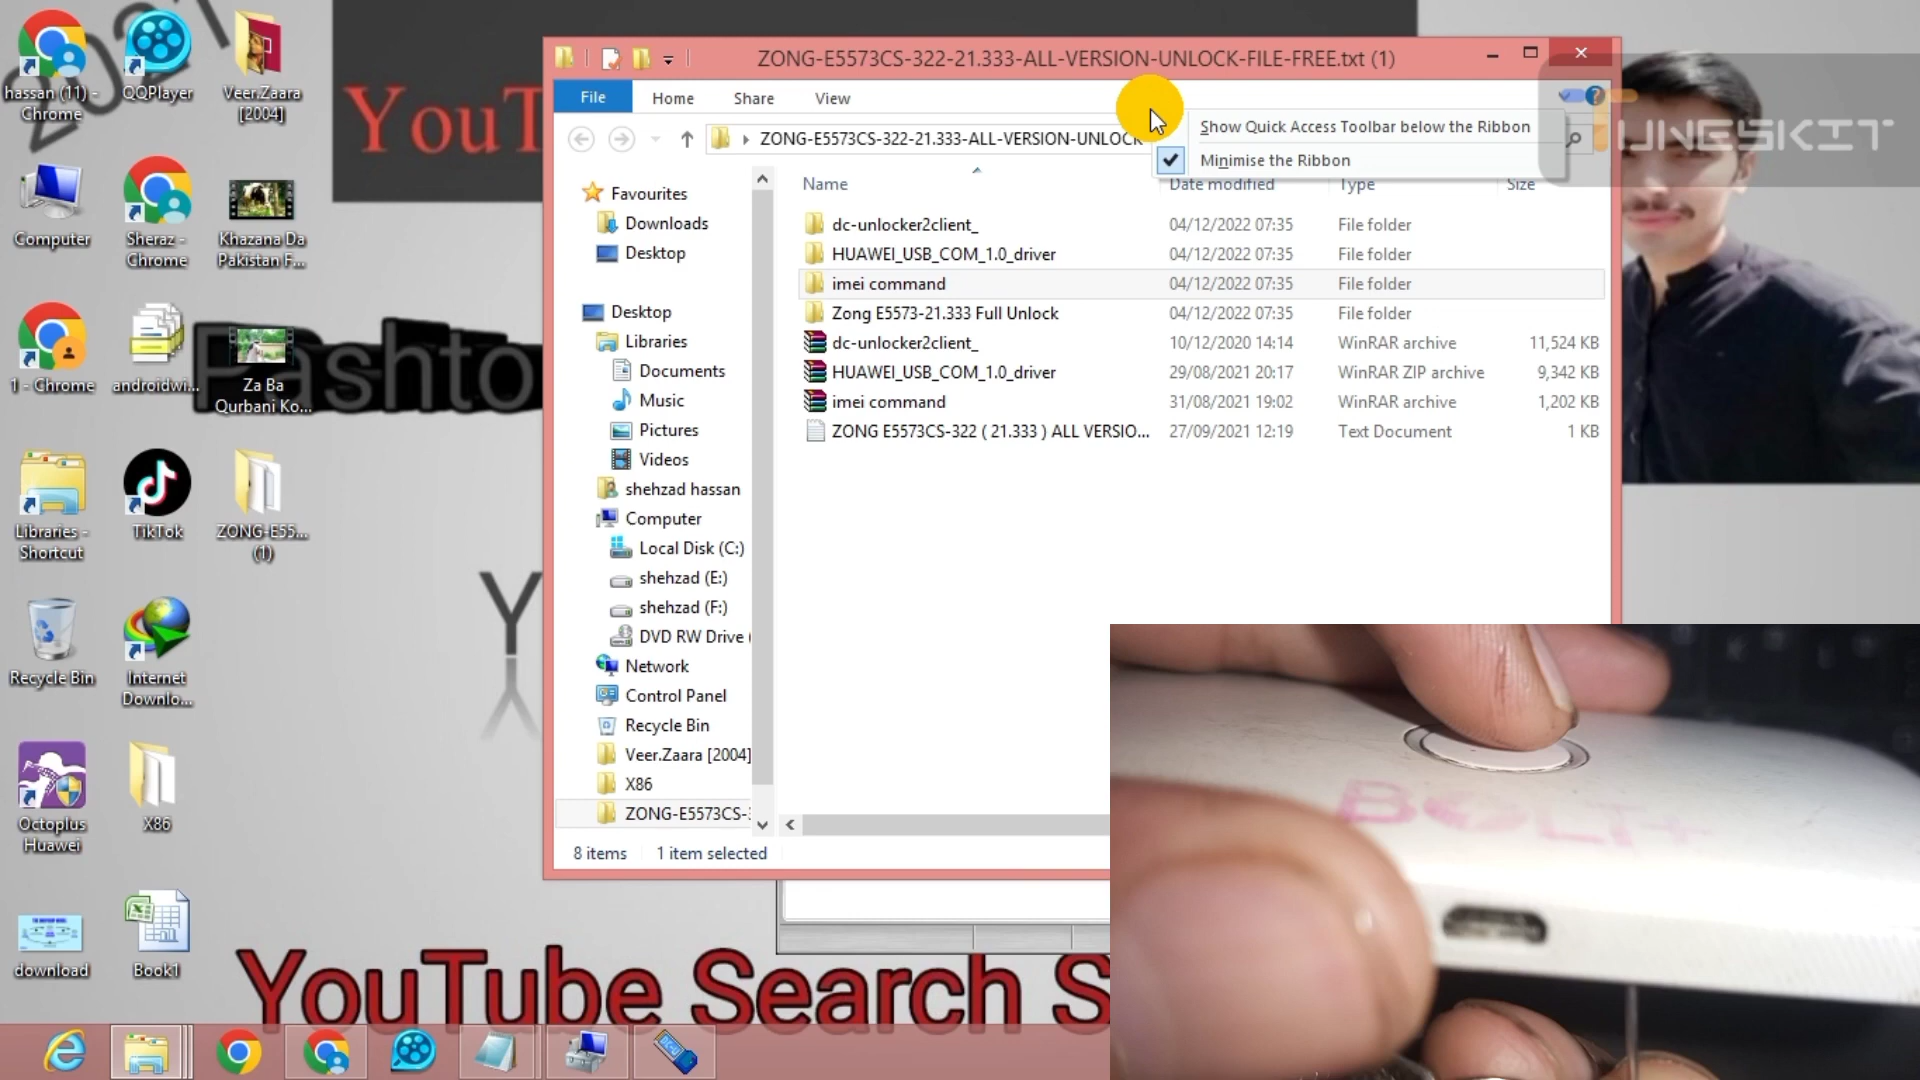 2021
hassan (11) -
Chrome
QQPlayer
Veer.Zaara
[2004]
Computer
Sheraz -
Chrome
Khazana Da
Pakistan F...
1 - Chrome
androidwi...
Za Ba
Qurbani Ko...
Libraries -
Shortcut
TikTok
ZONG-E55...
(1)
Recycle Bin
Internet
Downlo...
Octoplus
Huawei
X86
download
Book1
YouT
Pashto
Y
YouTube Search S
ZONG-E5573CS-322-21.333-ALL-VERSION-UNLOCK-FILE-FREE.txt (1)
File
Home
Share
View
ZONG-E5573CS-322-21.333-ALL-VERSION-UNLOCK
Show Quick Access Toolbar below the Ribbon
Minimise the Ribbon
TUNESKIT
Name
Date modified
Type
Size
Favourites
Downloads
Desktop
Desktop
Libraries
Documents
Music
Pictures
Videos
shehzad hassan
Computer
Local Disk (C:)
shehzad (E:)
shehzad (F:)
DVD RW Drive (
Network
Control Panel
Recycle Bin
Veer.Zaara [2004]
X86
ZONG-E5573CS-3
dc-unlocker2client_ 04/12/2022 07:35 File folder
HUAWEI_USB_COM_1.0_driver 04/12/2022 07:35 File folder
imei command 04/12/2022 07:35 File folder
Zong E5573-21.333 Full Unlock 04/12/2022 07:35 File folder
dc-unlocker2client_ 10/12/2020 14:14 WinRAR archive 11,524 KB
HUAWEI_USB_COM_1.0_driver 29/08/2021 20:17 WinRAR ZIP archive 9,342 KB
imei command 31/08/2021 19:02 WinRAR archive 1,202 KB
ZONG E5573CS-322 ( 21.333 ) ALL VERSIO... 27/09/2021 12:19 Text Document 1 KB
8 items 1 item selected
BOLT+